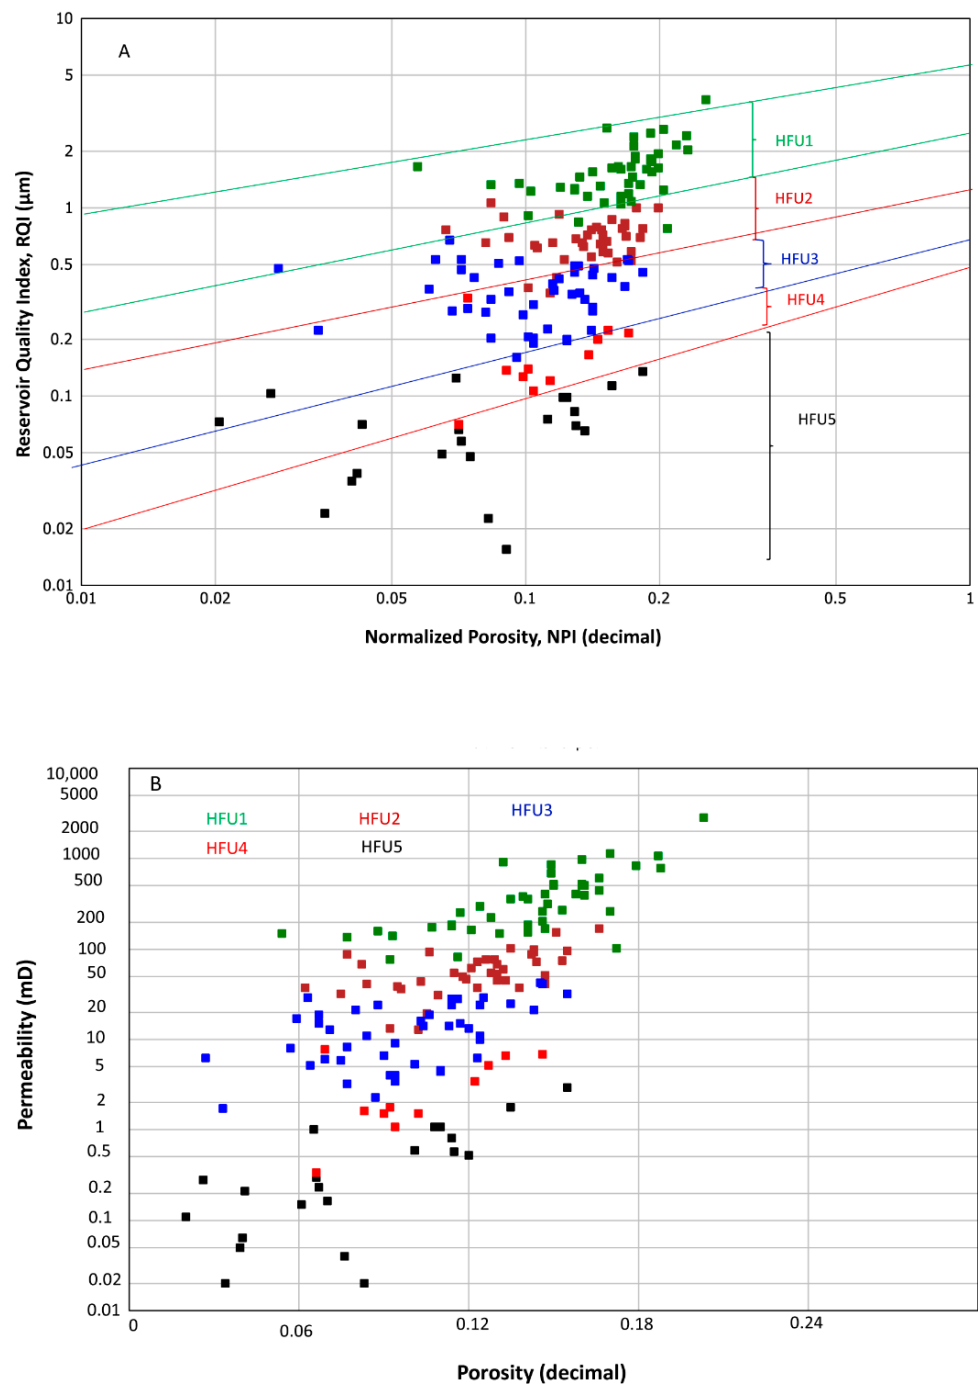 10
A
5
HFU1
2
1
HFU2
0.5
HFU3
HFU4
0.2
0.1
HFU5
0.05
0.02
0.01
0.01
0.02
0.05
0.1
0.2
0.5
1
Reservoir Quality Index, RQI (μm)
Normalized Porosity, NPI (decimal)
B
10,000
5000
HFU1
HFU2
HFU3
2000
HFU4
HFU5
1000
500
200
100
50
20
10
5
2
1
0.5
0.2
0.1
0.05
0.02
0.01
0
0.06
0.12
0.18
0.24
Permeability (mD)
Porosity (decimal)